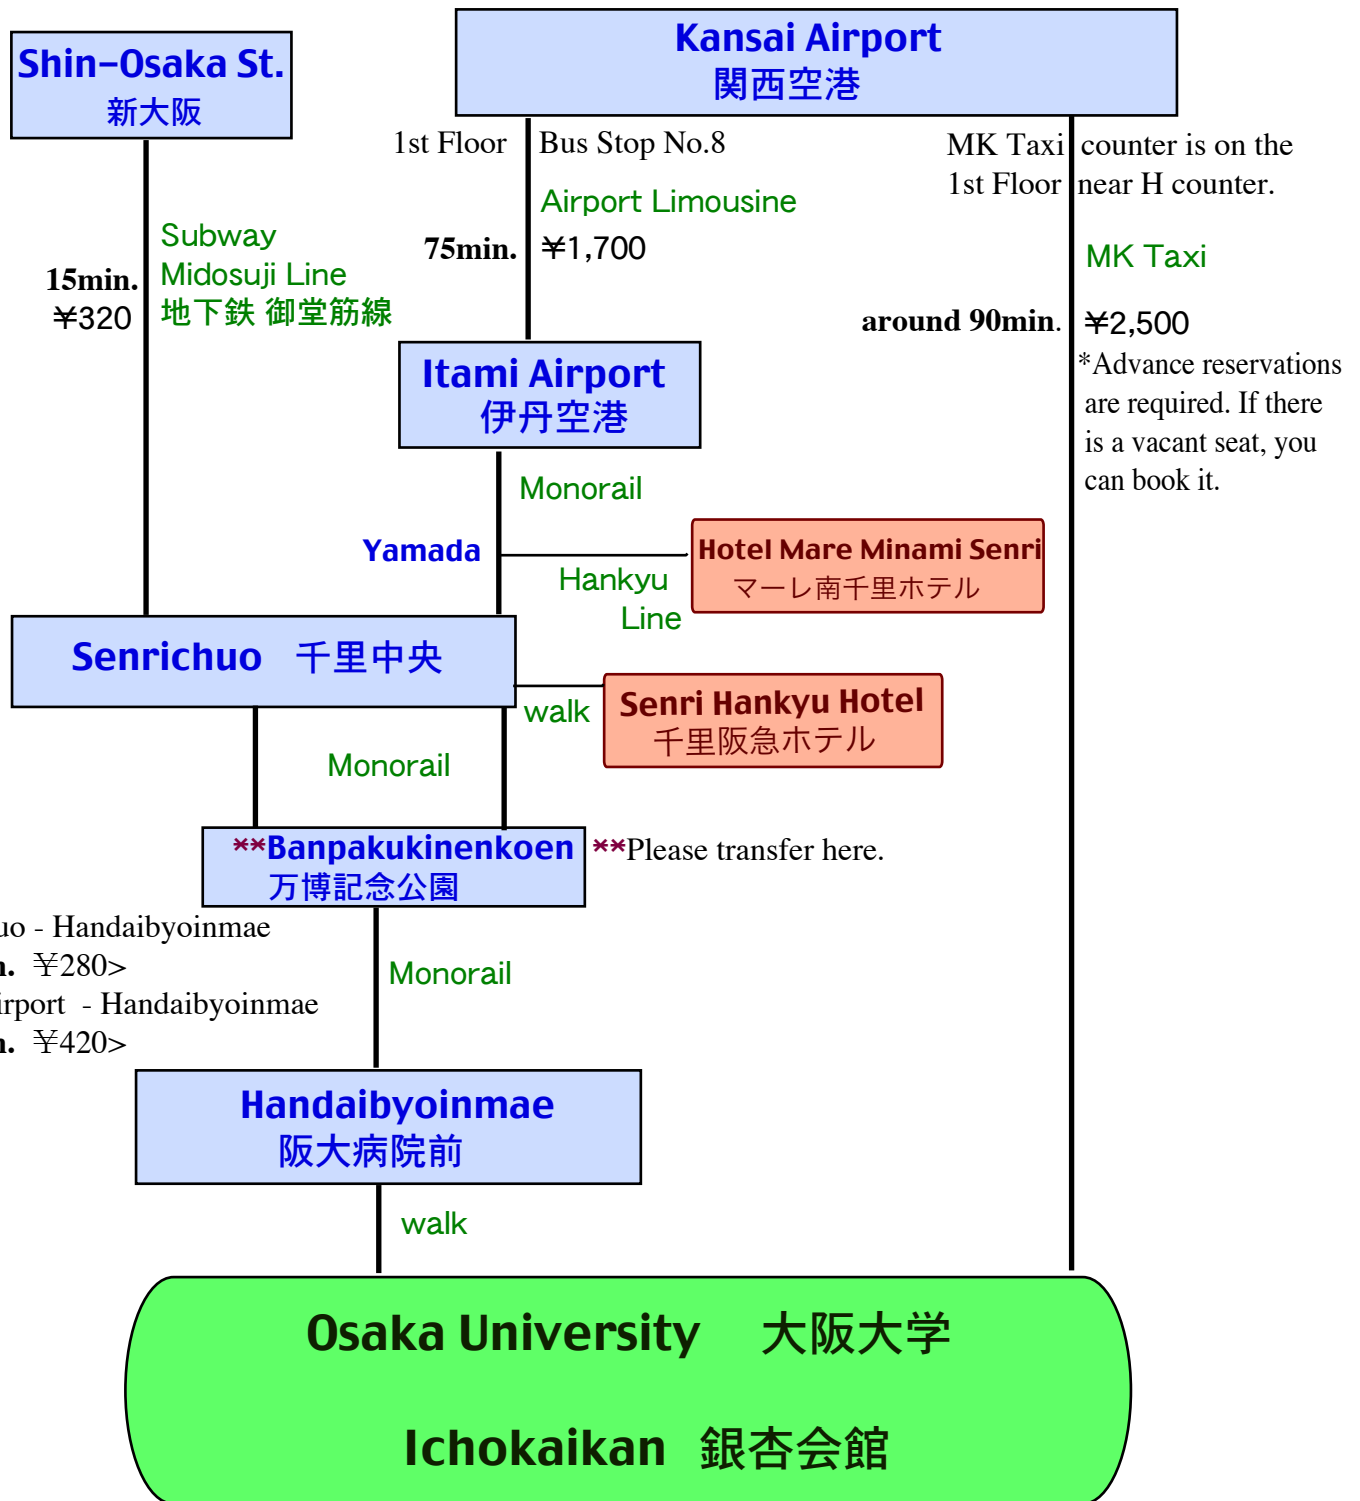 Shin-Osaka St.
新大阪
Kansai Airport
関西空港
1st Floor Bus Stop No.8
MK Taxi counter is on the
1st Floor near H counter.
Airport Limousine
75min. ¥1,700
Subway
Midosuji Line
地下鉄 御堂筋線
15min.
¥320
MK Taxi
around 90min. ¥2,500
*Advance reservations
are required. If there
is a vacant seat, you
can book it.
Itami Airport
伊丹空港
Monorail
Yamada
Hankyu
Line
Hotel Mare Minami Senri
マーレ南千里ホテル
Senrichuo 千里中央
walk
Senri Hankyu Hotel
千里阪急ホテル
Monorail
**Banpakukinenkoen
万博記念公園
**Please transfer here.
uo - Handaibyoinmae
¥280>
irport - Handaibyoinmae
¥420>
Monorail
Handaibyoinmae
阪大病院前
walk
Osaka University 大阪大学
Ichokaikan 銀杏会館